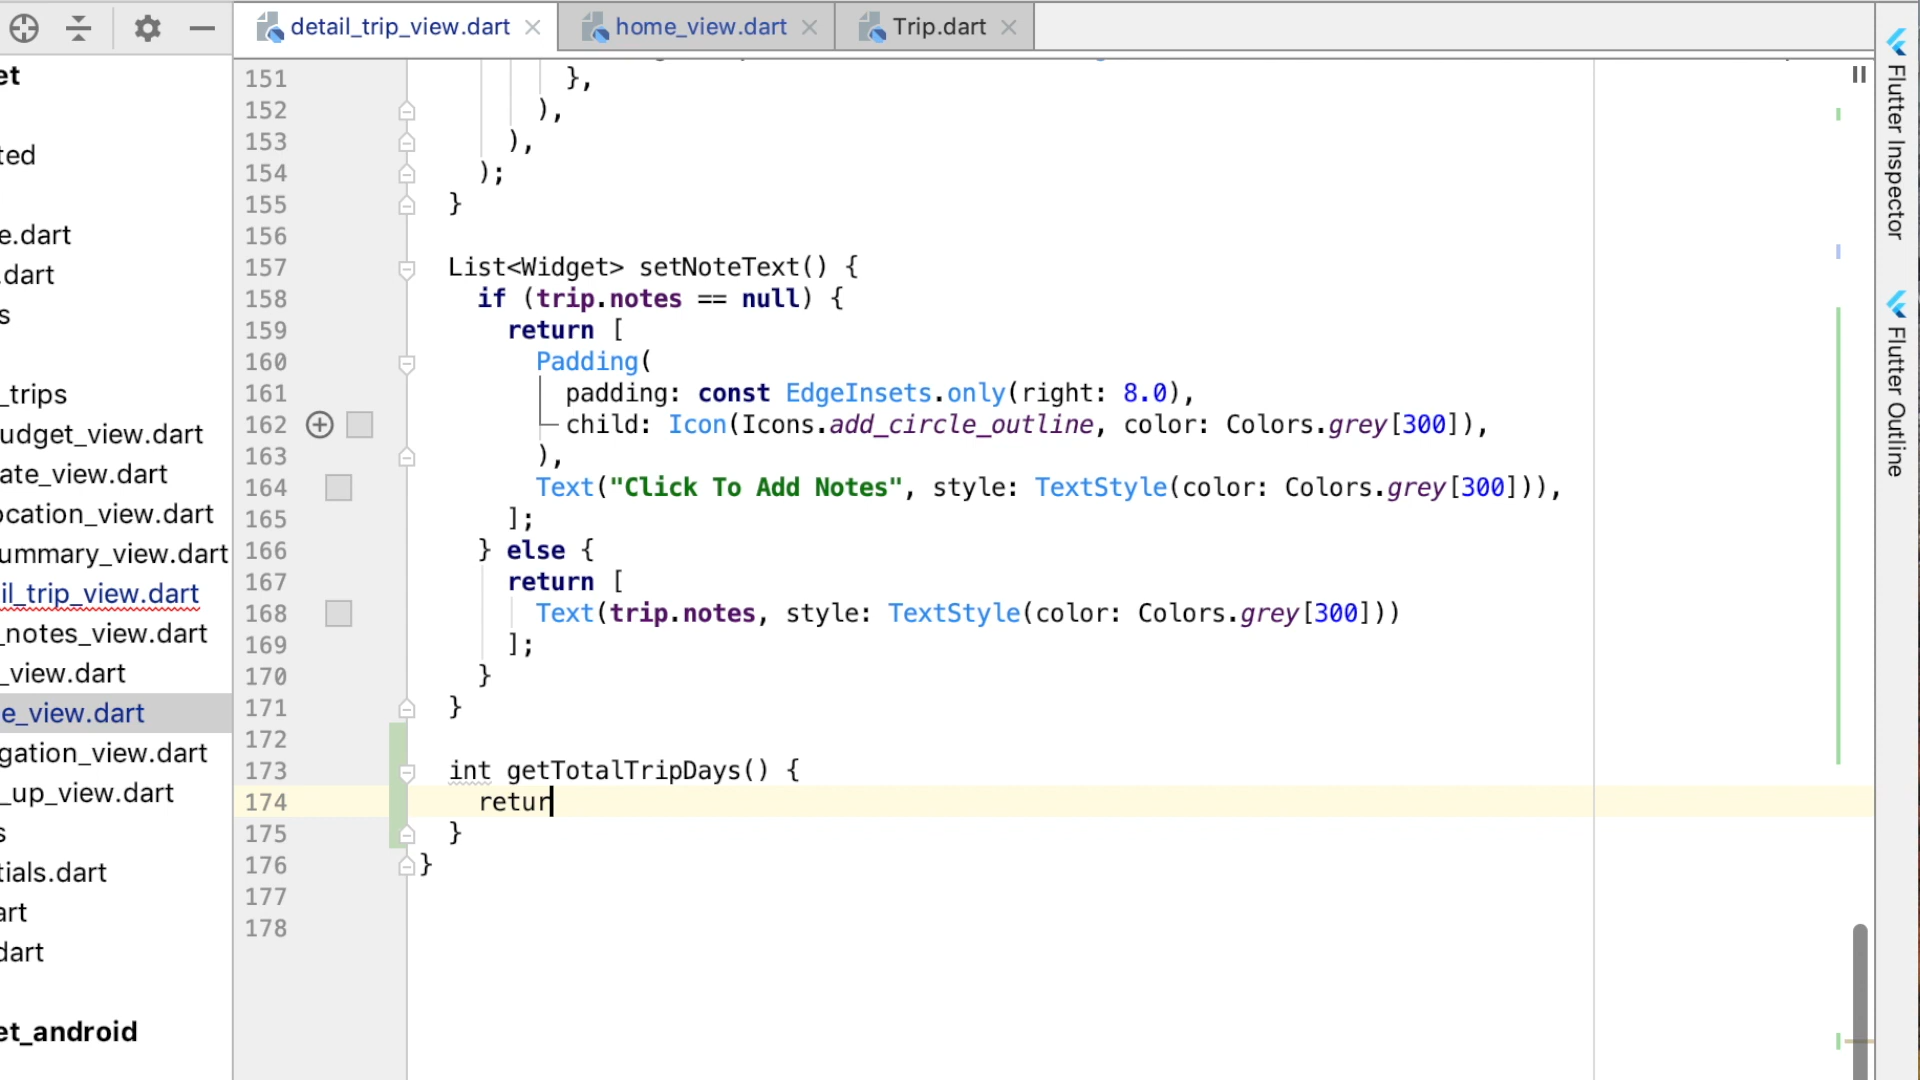 detail_trip_view.dart
home_view.dart
Trip.dart
et
ted
e.dart
.dart
s
_trips
udget_view.dart
ate_view.dart
ocation_view.dart
ummary_view.dart
il_trip_view.dart
_notes_view.dart
_view.dart
e_view.dart
gation_view.dart
_up_view.dart
s
tials.dart
art
dart
et_android
151 },
152 ),
153 ),
154 );
155 }
156
157 List<Widget> setNoteText() {
158 if (trip.notes == null) {
159 return [
160 Padding(
161 padding: const EdgeInsets.only(right: 8.0),
162 child: Icon(Icons.add_circle_outline, color: Colors.grey[300]),
163 ),
164 Text("Click To Add Notes", style: TextStyle(color: Colors.grey[300])),
165 ];
166 } else {
167 return [
168 Text(trip.notes, style: TextStyle(color: Colors.grey[300]))
169 ];
170 }
171 }
172
173 int getTotalTripDays() {
174 retur
175 }
176 }
177
178
Flutter Inspector
Flutter Outline